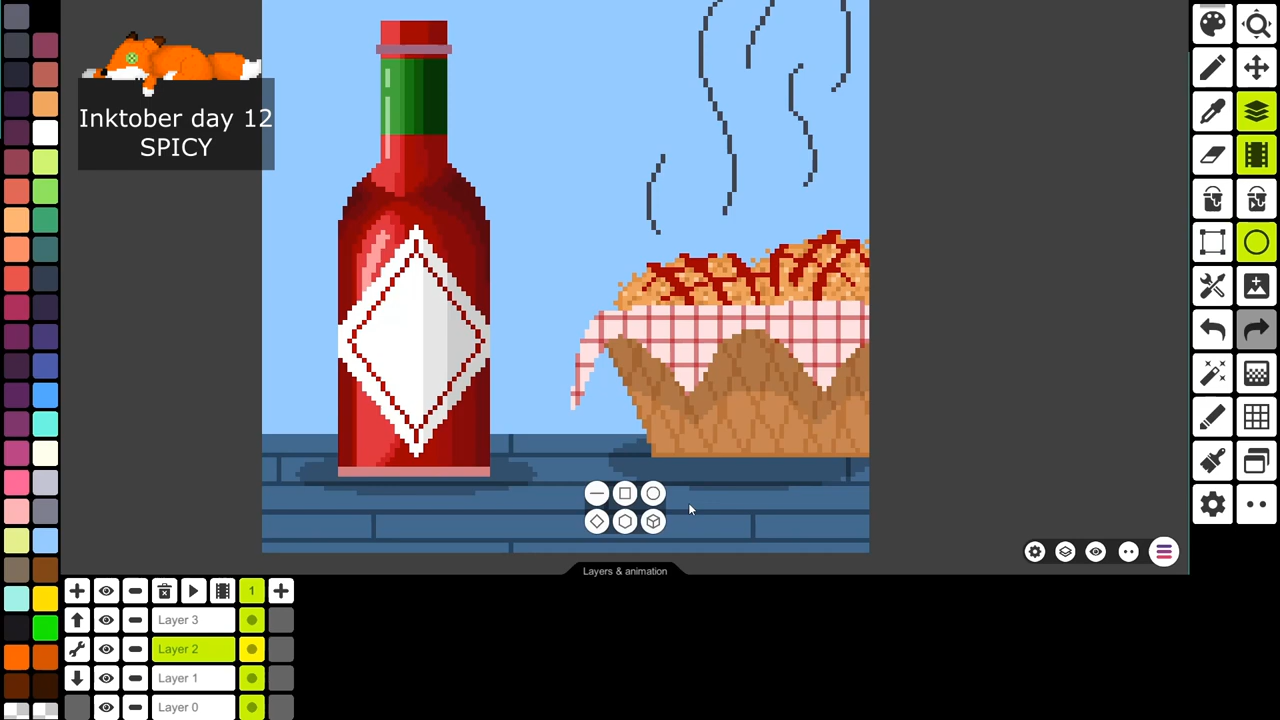 Inktober day 12
SPICY
Layers & animation
1
Layer 3
Layer 2
Layer 1
Layer 0